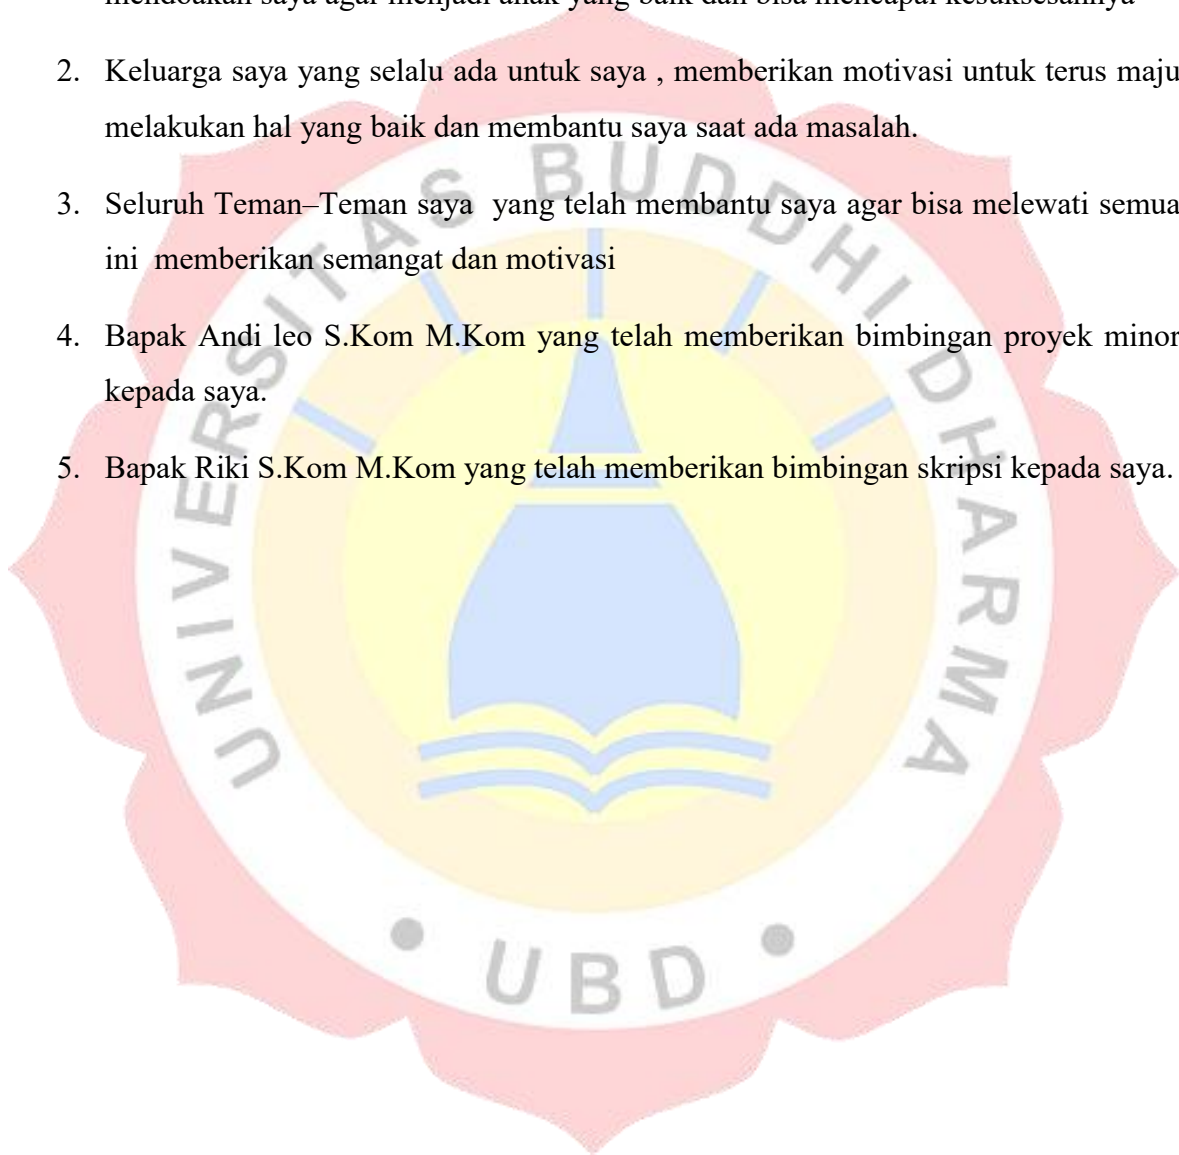 mendoakan saya agar menjadi anak yang baik dan bisa mencapai kesuksesannya
2. Keluarga saya yang selalu ada untuk saya , memberikan motivasi untuk terus maju
melakukan hal yang baik dan membantu saya saat ada masalah.
3. Seluruh Teman–Teman saya  yang telah membantu saya agar bisa melewati semua
ini  memberikan semangat dan motivasi
4. Bapak Andi leo S.Kom M.Kom yang telah memberikan bimbingan proyek minor
kepada saya.
5. Bapak Riki S.Kom M.Kom yang telah memberikan bimbingan skripsi kepada saya.
UNIVERSITAS BUDDHI DHARMA
• UBD •